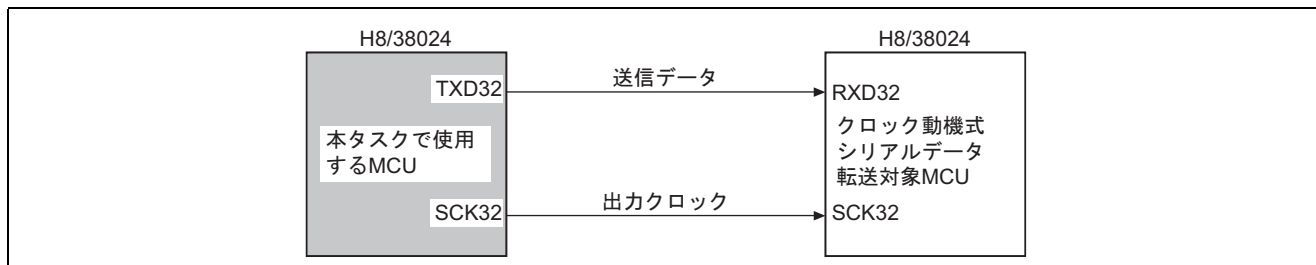 H8/38024
TXD32
本タスクで使用
するMCU
SCK32
送信データ
出力クロック
H8/38024
RXD32
クロック動機式
シリアルデータ
転送対象MCU
SCK32